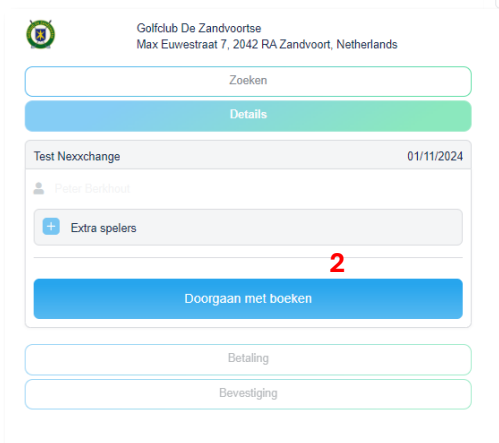 Golfclub De Zandvoortse
Max Euwestraat 7, 2042 RA Zandvoort, Netherlands
Zoeken
Details
Test Nexxchange 01/11/2024
Peter Berkhout
Extra spelers
2
Doorgaan met boeken
Betaling
Bevestiging